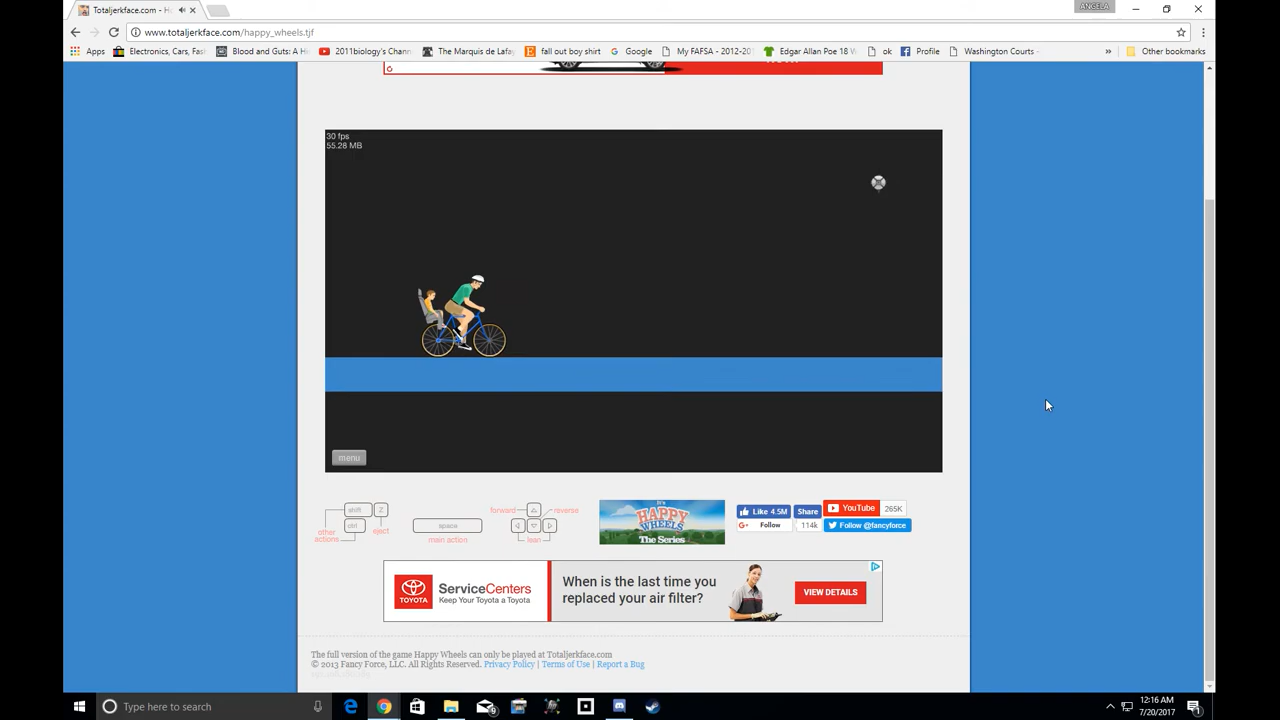 Totaljerkface.com - H
ANGELA
www.totaljerkface.com/happy_wheels.tjf
Apps
Electronics, Cars, Fash
Blood and Guts: A Hi
2011biology's Chann
The Marquis de Lafay
fall out boy shirt
Google
My FAFSA - 2012-201
Edgar Allan Poe 18 W
ok
Profile
Washington Courts -
»
Other bookmarks
30 fps
55.28 MB
menu
shift
Z
ctrl
other
actions
eject
space
main action
forward
reverse
lean
It's
HAPPY
WHEELS
The Series
Like 4.5M
Share
YouTube
265K
G+ Follow
114k
Follow @fancyforce
TOYOTA
ServiceCenters
Keep Your Toyota a Toyota
When is the last time you
replaced your air filter?
VIEW DETAILS
The full version of the game Happy Wheels can only be played at Totaljerkface.com
© 2013 Fancy Force, LLC. All Rights Reserved. Privacy Policy | Terms of Use | Report a Bug
Type here to search
12:16 AM
7/20/2017